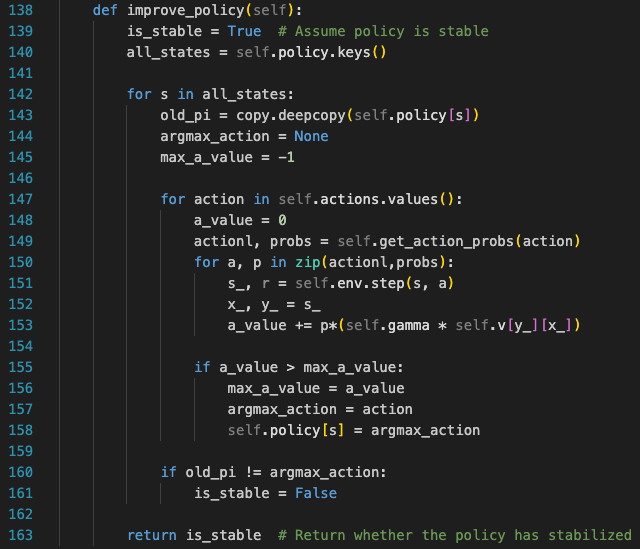 138 def improve_policy(self):
139 is_stable = True  # Assume policy is stable
140 all_states = self.policy.keys()
141
142 for s in all_states:
143 old_pi = copy.deepcopy(self.policy[s])
144 argmax_action = None
145 max_a_value = -1
146
147 for action in self.actions.values():
148 a_value = 0
149 actionl, probs = self.get_action_probs(action)
150 for a, p in zip(actionl,probs):
151 s_, r = self.env.step(s, a)
152 x_, y_ = s_
153 a_value += p*(self.gamma * self.v[y_][x_])
154
155 if a_value > max_a_value:
156 max_a_value = a_value
157 argmax_action = action
158 self.policy[s] = argmax_action
159
160 if old_pi != argmax_action:
161 is_stable = False
162
163 return is_stable  # Return whether the policy has stabilized